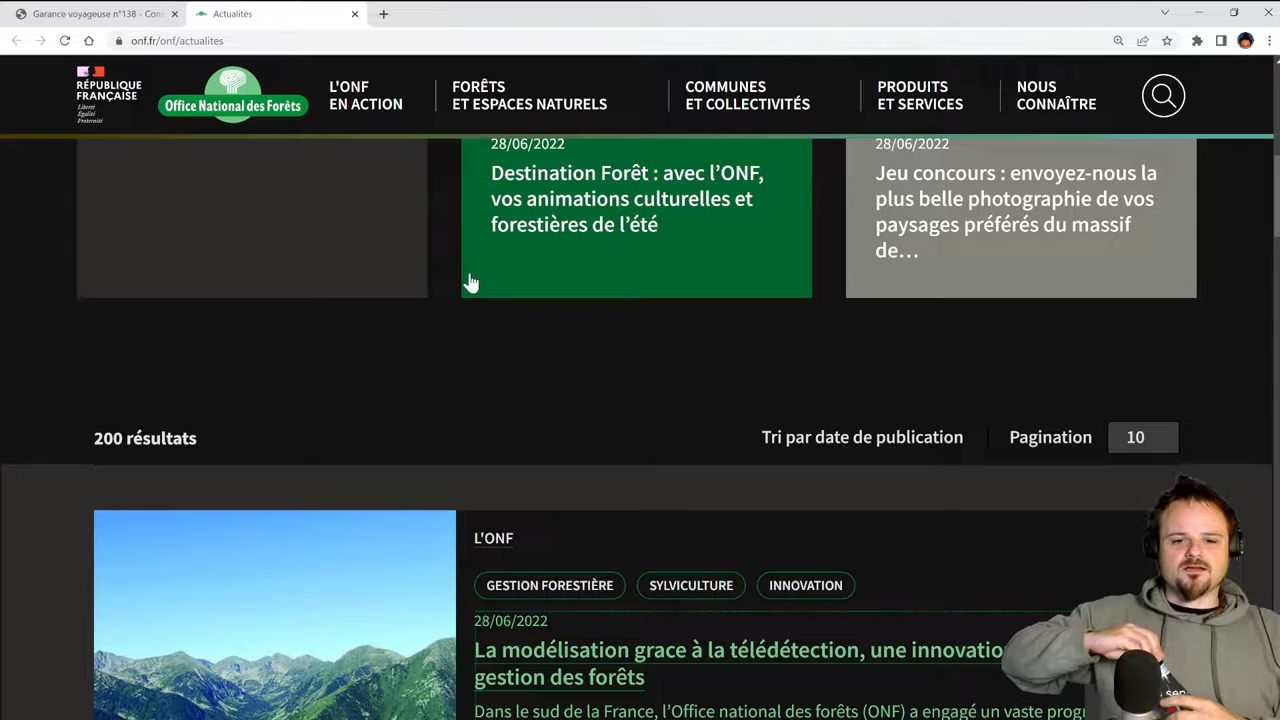 Garance voyageuse n°138 - Con
Actualités
onf.fr/onf/actualites
RÉPUBLIQUE
FRANÇAISE
Liberté
Égalité
Fraternité
Office National des Forêts
L'ONF
EN ACTION
FORÊTS
ET ESPACES NATURELS
COMMUNES
ET COLLECTIVITÉS
PRODUITS
ET SERVICES
NOUS
CONNAÎTRE
28/06/2022
Destination Forêt : avec l’ONF,
vos animations culturelles et
forestières de l’été
28/06/2022
Jeu concours : envoyez-nous la
plus belle photographie de vos
paysages préférés du massif
de…
200 résultats
Tri par date de publication
Pagination
10
L'ONF
GESTION FORESTIÈRE
SYLVICULTURE
INNOVATION
28/06/2022
La modélisation grace à la télédétection, une innovatio
gestion des forêts
Dans le sud de la France, l’Office national des forêts (ONF) a engagé un vaste prog